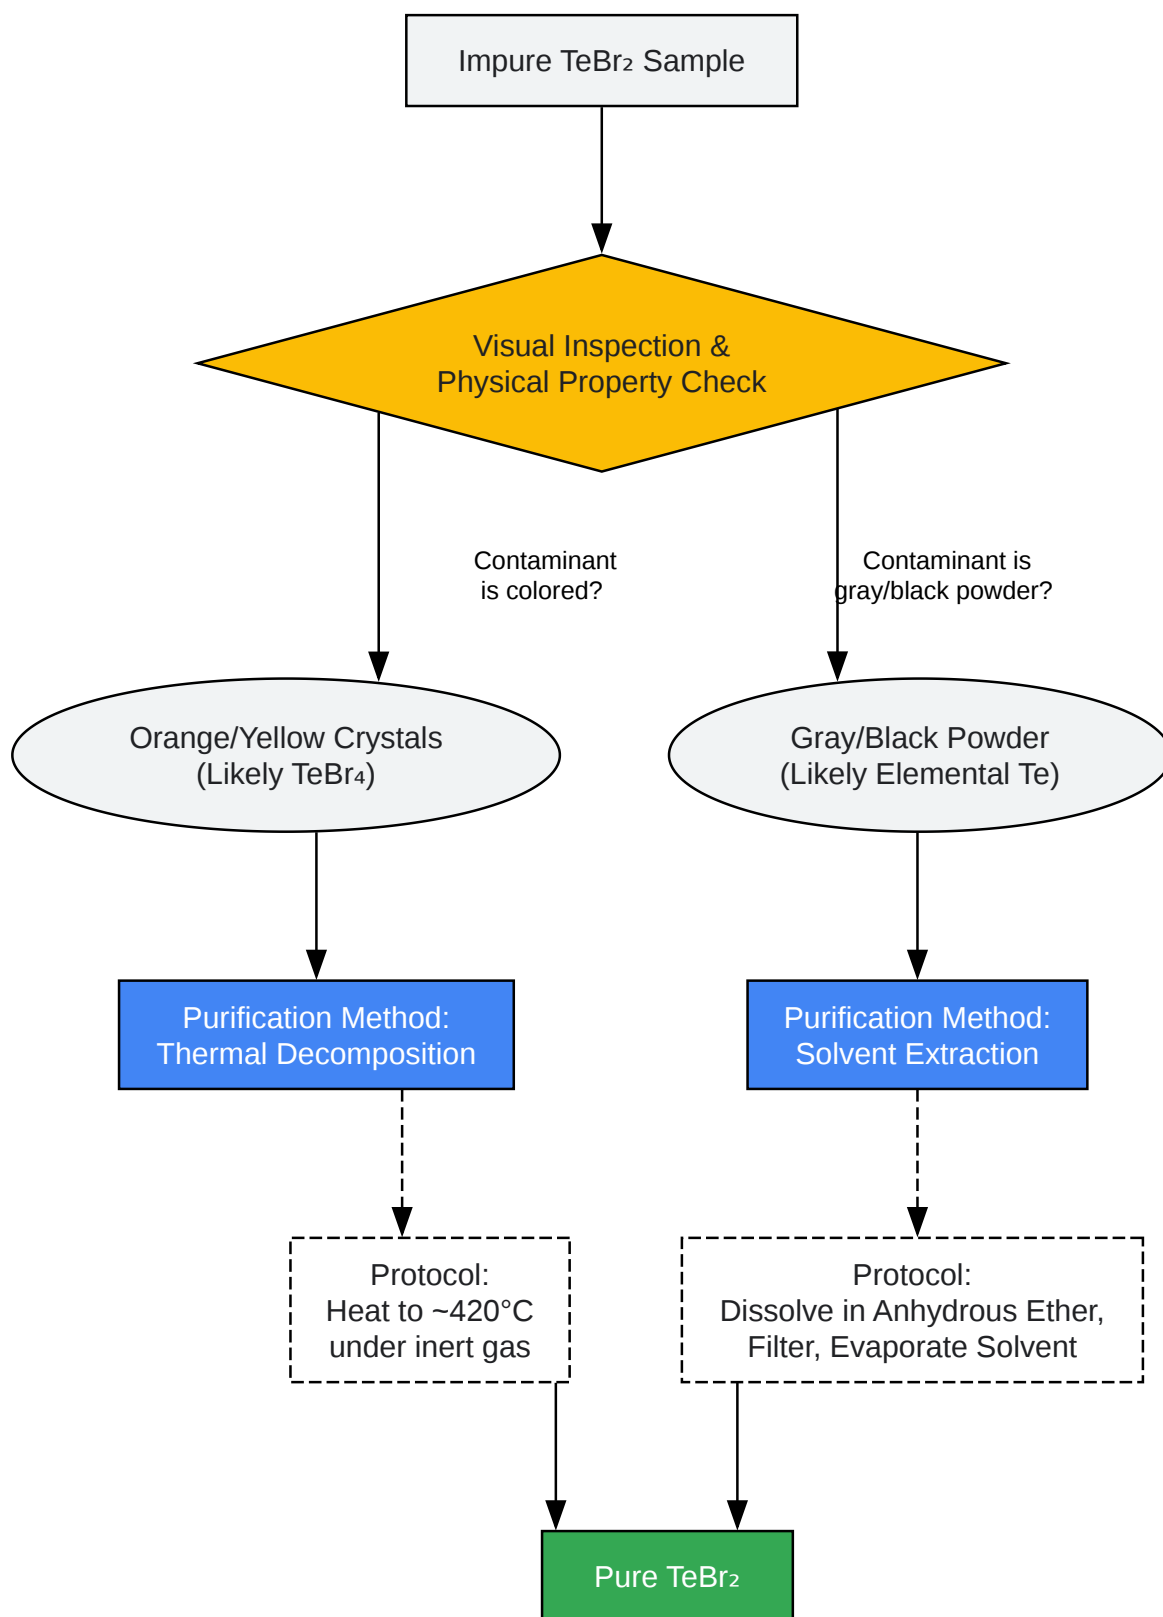 Impure TeBr₂ Sample
Visual Inspection &
Physical Property Check
Contaminant
is colored?
Contaminant is
gray/black powder?
Orange/Yellow Crystals
(Likely TeBr₄)
Gray/Black Powder
(Likely Elemental Te)
Purification Method:
Thermal Decomposition
Purification Method:
Solvent Extraction
Protocol:
Heat to ~420°C
under inert gas
Protocol:
Dissolve in Anhydrous Ether,
Filter, Evaporate Solvent
Pure TeBr₂